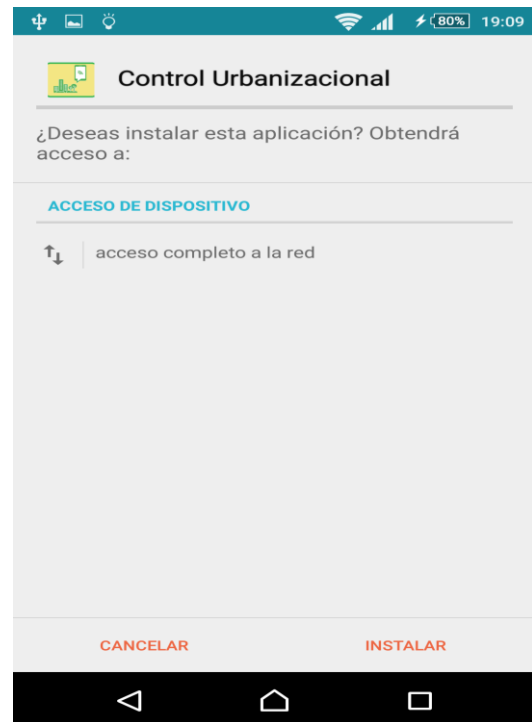 80% 19:09
Control Urbanizacional
¿Deseas instalar esta aplicación? Obtendrá
acceso a:
ACCESO DE DISPOSITIVO
acceso completo a la red
CANCELAR INSTALAR